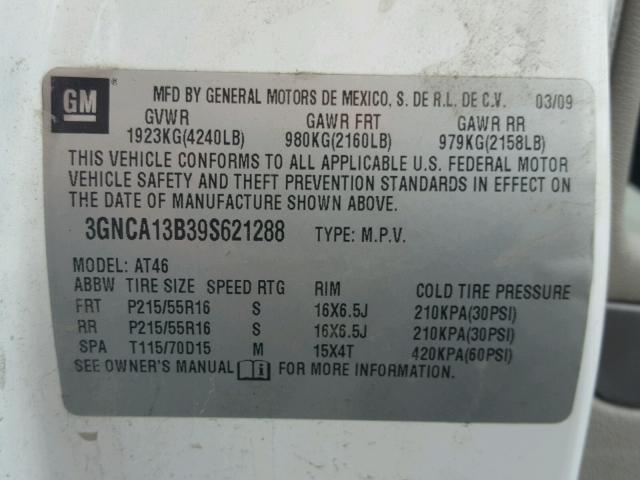 GM ®
MFD BY GENERAL MOTORS DE MEXICO, S. DE R.L. DE C.V. 03/09
GVWR GAWR FRT GAWR RR
1923KG(4240LB) 980KG(2160LB) 979KG(2158LB)
THIS VEHICLE CONFORMS TO ALL APPLICABLE U.S. FEDERAL MOTOR
VEHICLE SAFETY AND THEFT PREVENTION STANDARDS IN EFFECT ON
THE DATE OF MANUFACTURE SHOWN ABOVE.
3GNCA13B39S621288 TYPE: M.P.V.
MODEL: AT46
ABBW TIRE SIZE SPEED RTG RIM COLD TIRE PRESSURE
FRT P215/55R16 S 16X6.5J 210KPA(30PSI)
RR P215/55R16 S 16X6.5J 210KPA(30PSI)
SPA T115/70D15 M 15X4T 420KPA(60PSI)
SEE OWNER'S MANUAL i FOR MORE INFORMATION.